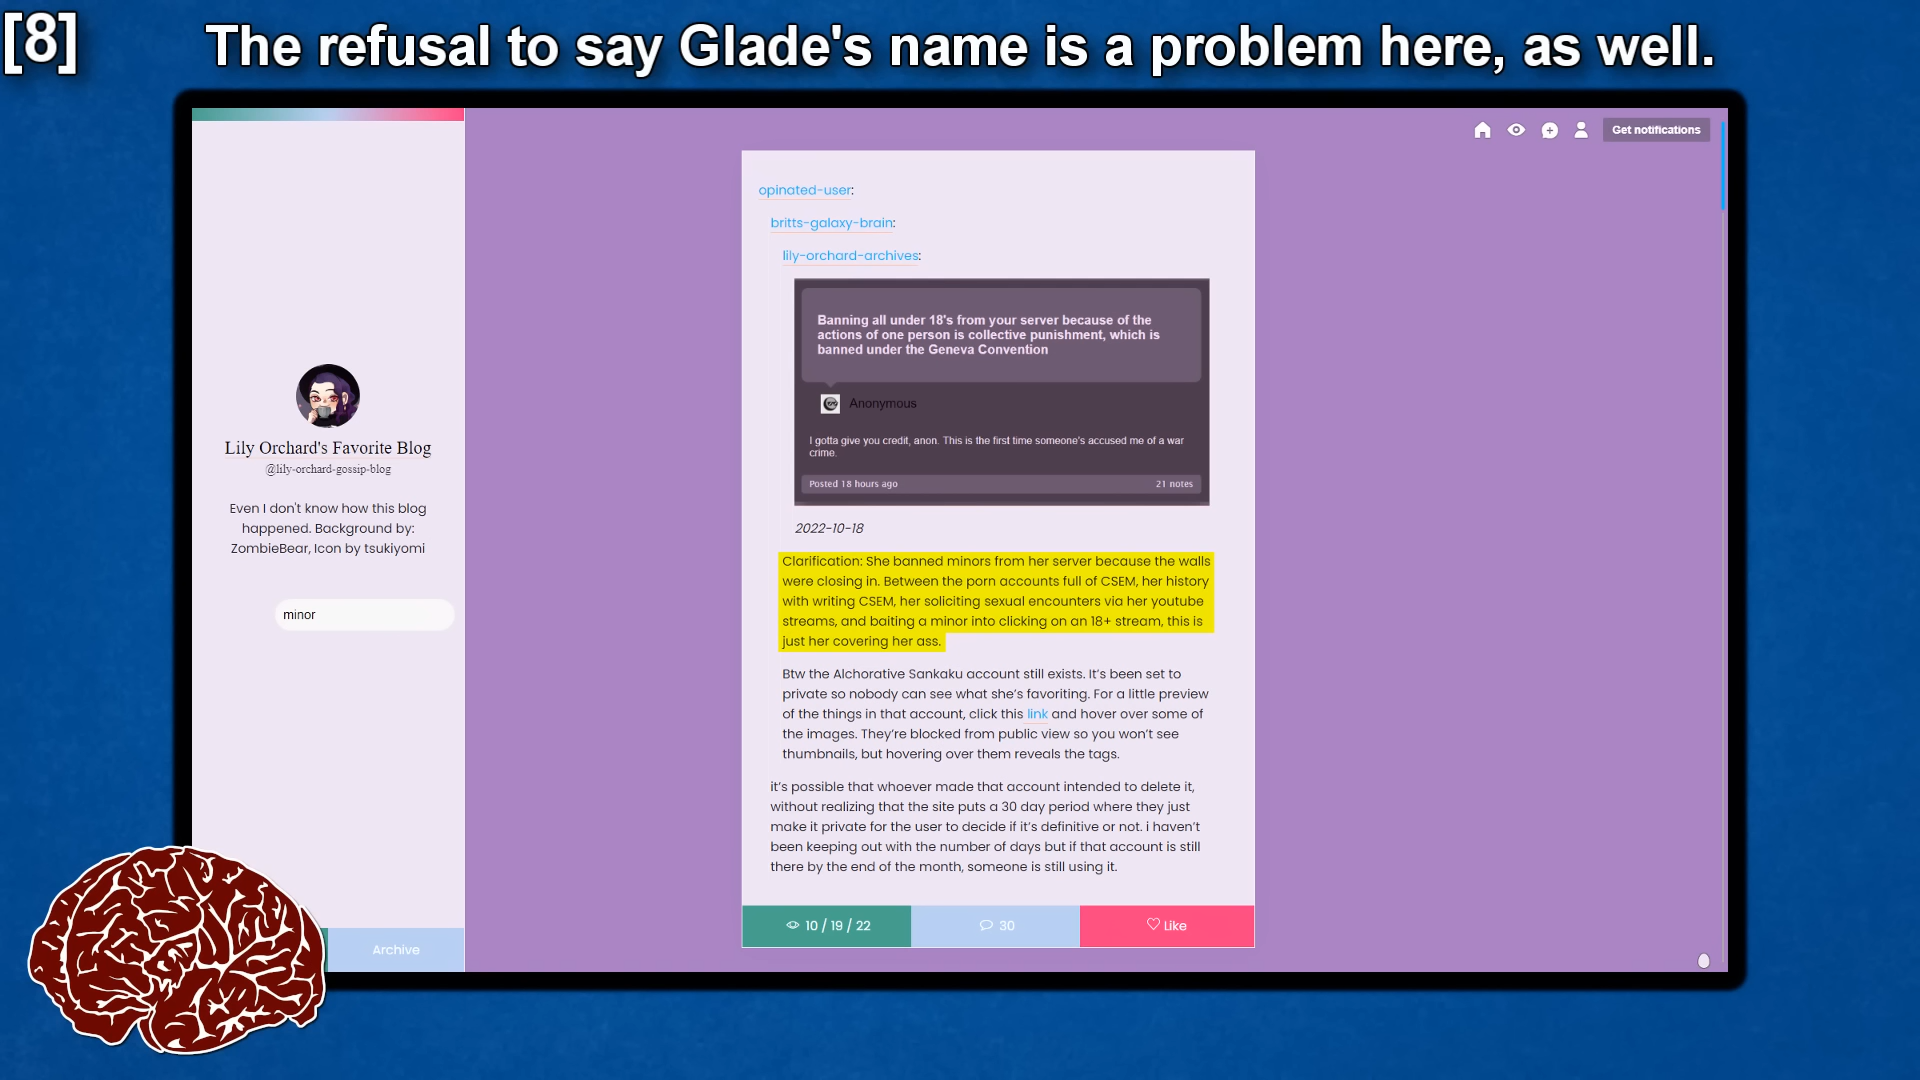 [8]
The refusal to say Glade's name is a problem here, as well.
Get notifications
Lily Orchard's Favorite Blog
@lily-orchard-gossip-blog
Even I don't know how this blog
happened. Background by:
ZombieBear, Icon by tsukiyomi
minor
Archive
opinated-user:
britts-galaxy-brain:
lily-orchard-archives:
Banning all under 18's from your server because of the
actions of one person is collective punishment, which is
banned under the Geneva Convention
Anonymous
I gotta give you credit, anon. This is the first time someone's accused me of a war
crime.
Posted 18 hours ago
21 notes
2022-10-18
Clarification: She banned minors from her server because the walls
were closing in. Between the porn accounts full of CSEM, her history
with writing CSEM, her soliciting sexual encounters via her youtube
streams, and baiting a minor into clicking on an 18+ stream, this is
just her covering her ass.
Btw the Alchorative Sankaku account still exists. It's been set to
private so nobody can see what she's favoriting. For a little preview
of the things in that account, click this link and hover over some of
the images. They're blocked from public view so you won't see
thumbnails, but hovering over them reveals the tags.
it's possible that whoever made that account intended to delete it,
without realizing that the site puts a 30 day period where they just
make it private for the user to decide if it's definitive or not. i haven't
been keeping out with the number of days but if that account is still
there by the end of the month, someone is still using it.
10 / 19 / 22
30
Like